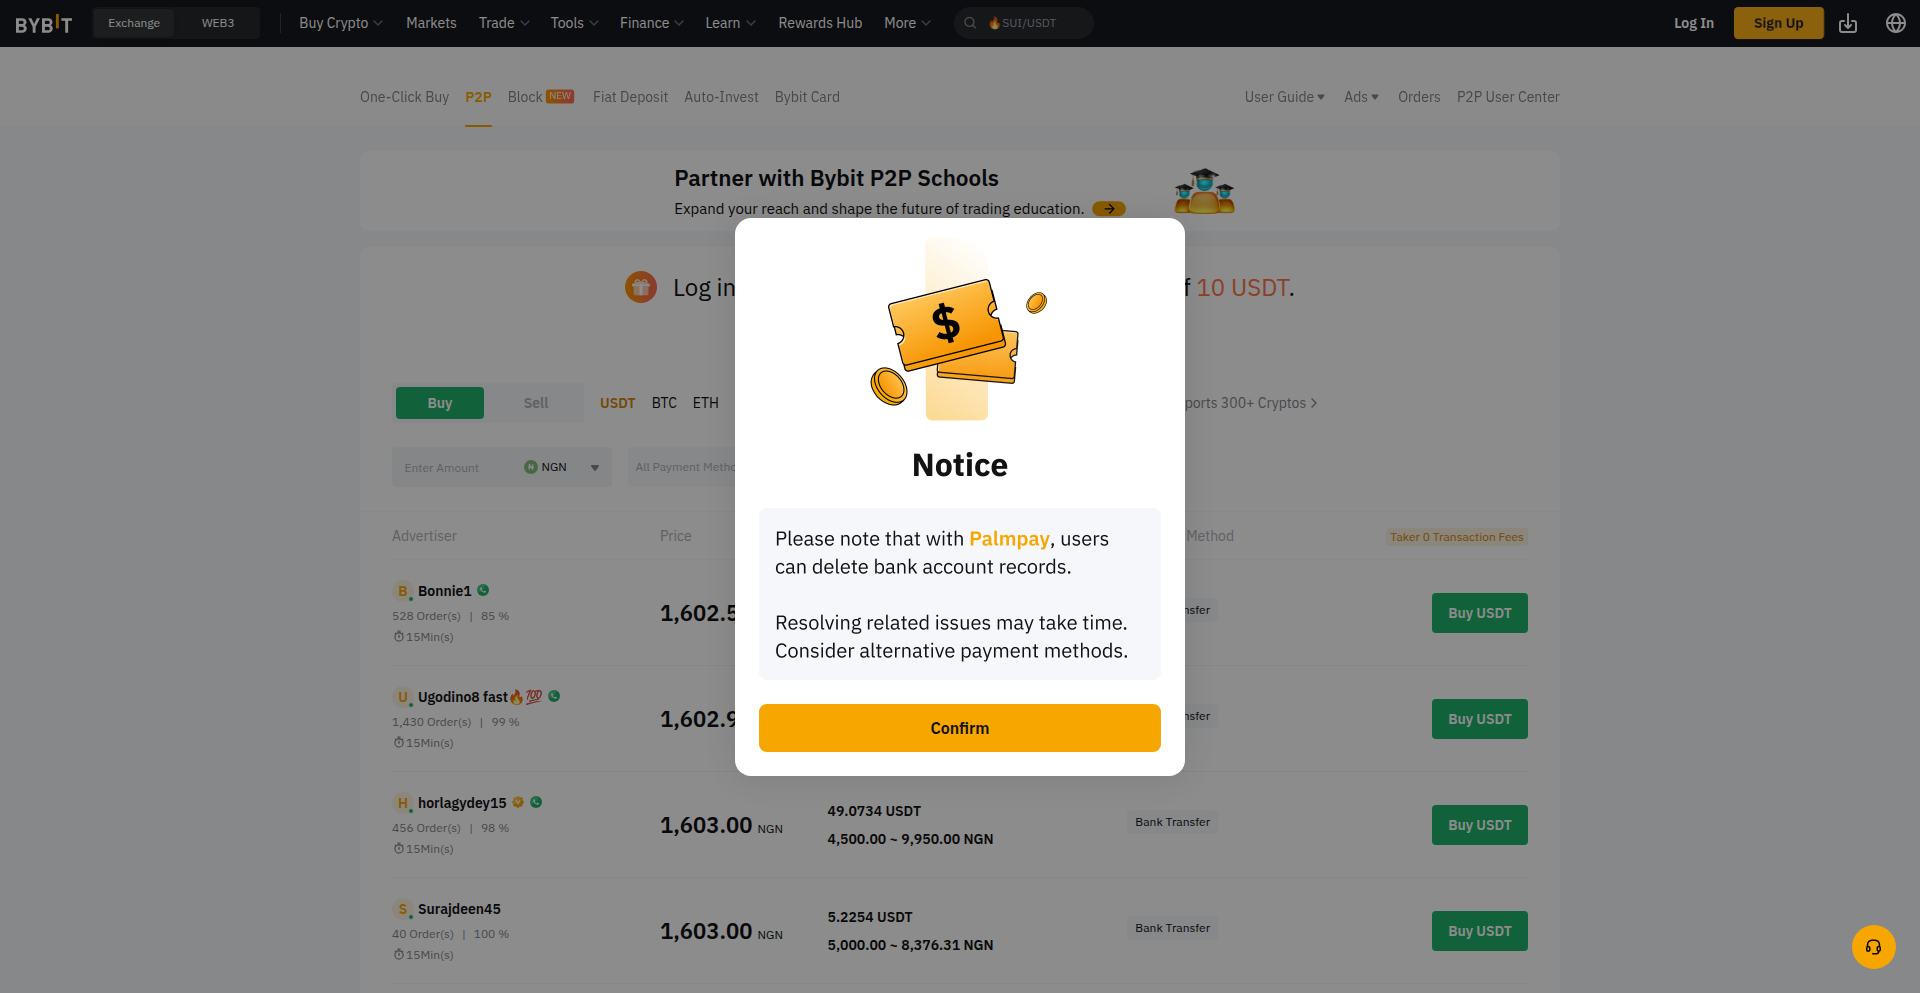 BYBIT Exchange WEB3 Buy Crypto Markets Trade Tools Finance Learn Rewards Hub More 🔥SUI/USDT Log In Sign Up
One-Click Buy P2P Block NEW Fiat Deposit Auto-Invest Bybit Card User Guide Ads Orders P2P User Center
Partner with Bybit P2P Schools
Expand your reach and shape the future of trading education.
Log in f 10 USDT.
$
Buy Sell USDT BTC ETH ports 300+ Cryptos
Enter Amount NGN All Payment Metho
Notice
Please note that with Palmpay, users
can delete bank account records.
Resolving related issues may take time.
Consider alternative payment methods.
Confirm
Advertiser Price Method Taker 0 Transaction Fees
B Bonnie1
528 Order(s) | 85 %
15Min(s)
1,602.5 nsfer Buy USDT
U Ugodino8 fast🔥💯
1,430 Order(s) | 99 %
15Min(s)
1,602.9 nsfer Buy USDT
H horlagydey15
456 Order(s) | 98 %
15Min(s)
1,603.00 NGN
49.0734 USDT
4,500.00 ~ 9,950.00 NGN
Bank Transfer Buy USDT
S Surajdeen45
40 Order(s) | 100 %
15Min(s)
1,603.00 NGN
5.2254 USDT
5,000.00 ~ 8,376.31 NGN
Bank Transfer Buy USDT